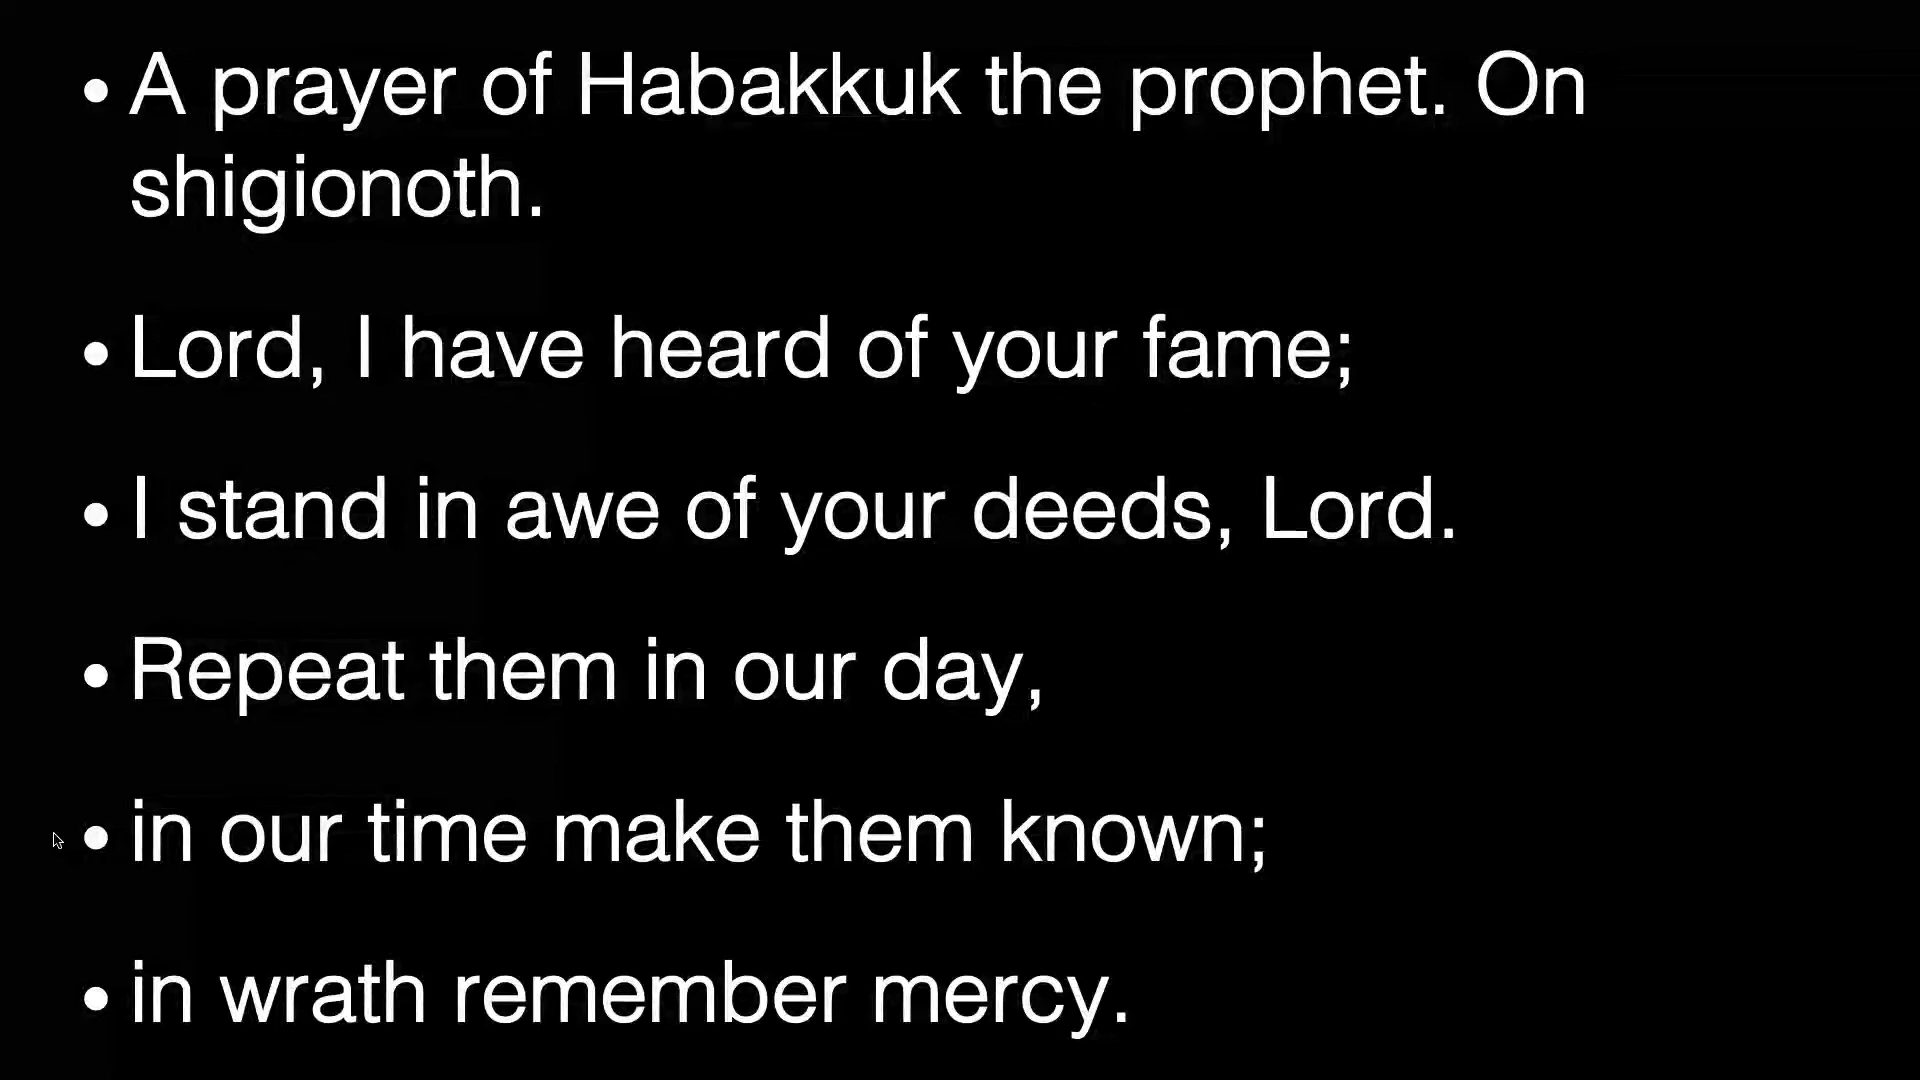 • A prayer of Habakkuk the prophet. On
shigionoth.
• Lord, I have heard of your fame;
• I stand in awe of your deeds, Lord.
• Repeat them in our day,
• in our time make them known;
• in wrath remember mercy.